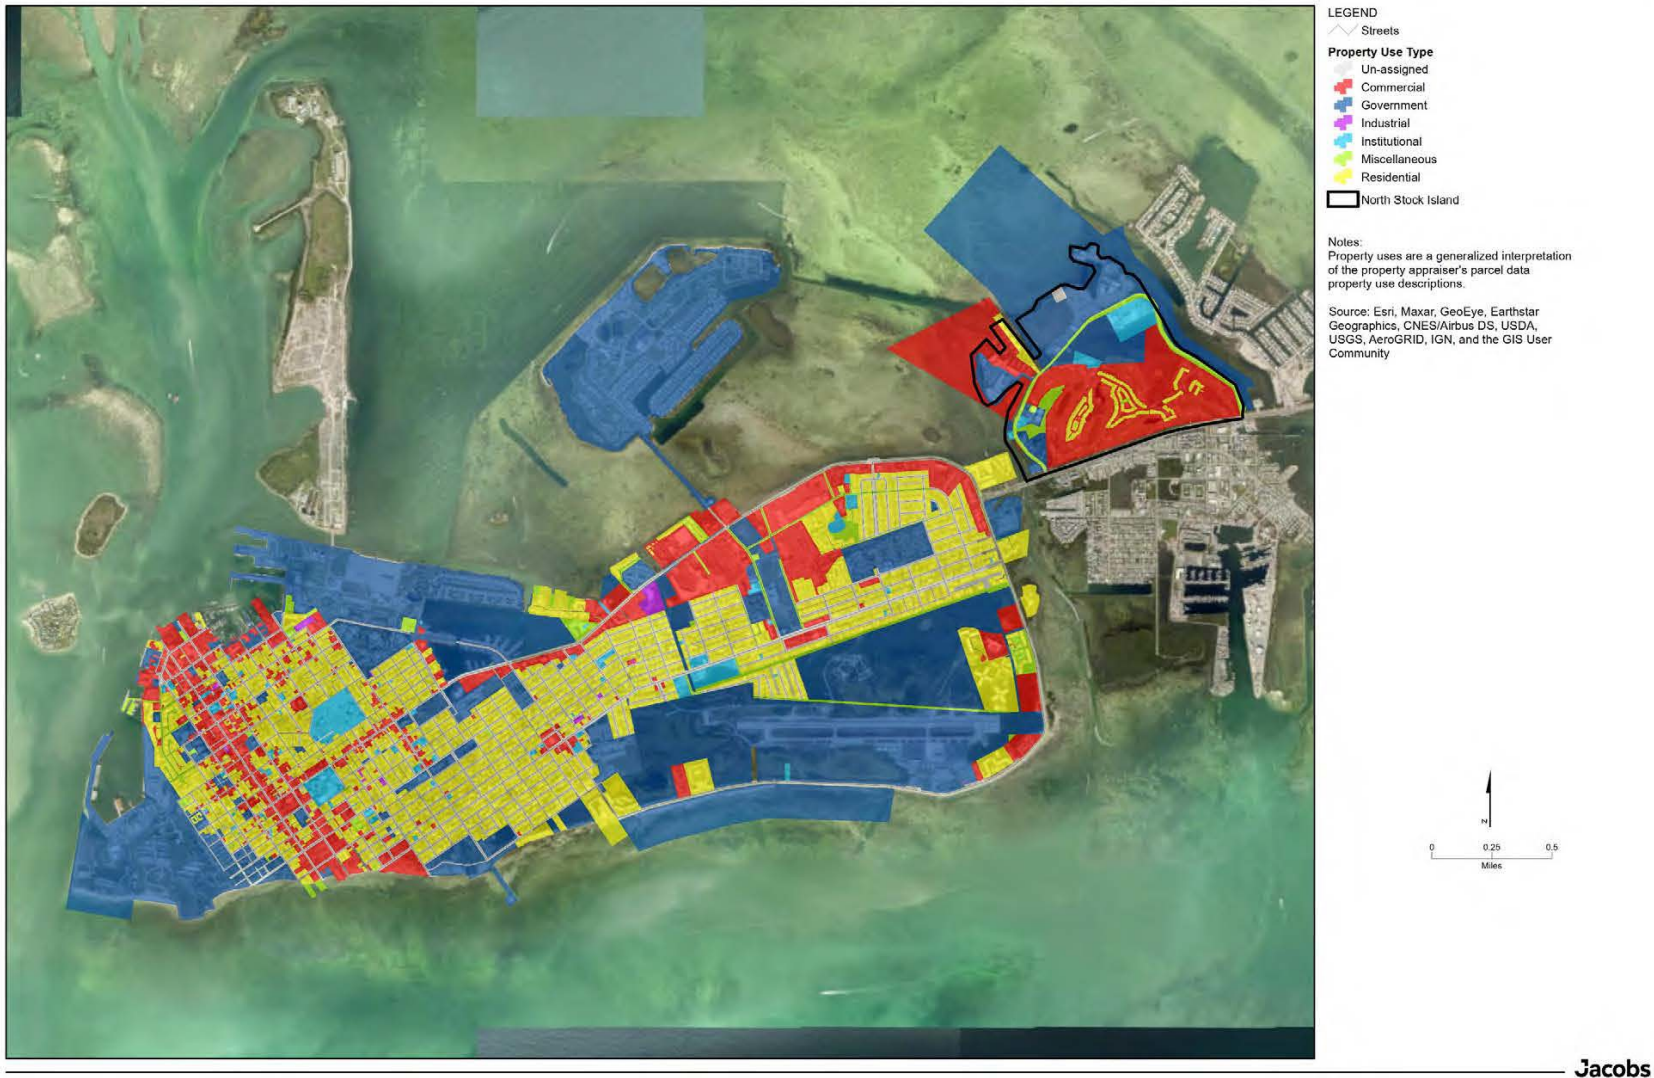 LEGEND
Streets
Property Use Type
Un-assigned
Commercial
Government
Industrial
Institutional
Miscellaneous
Residential
North Stock Island
Notes:
Property uses are a generalized interpretation
of the property appraiser's parcel data
property use descriptions.
Source: Esri, Maxar, GeoEye, Earthstar
Geographics, CNES/Airbus DS, USDA,
USGS, AeroGRID, IGN, and the GIS User
Community
N
0 0.25 0.5
Miles
Jacobs